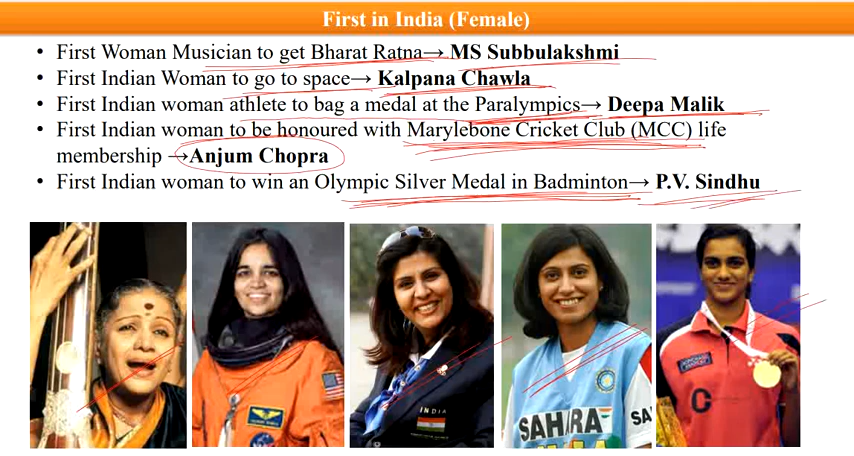 First in India (Female)
• First Woman Musician to get Bharat Ratna→ MS Subbulakshmi
• First Indian Woman to go to space→ Kalpana Chawla
• First Indian woman athlete to bag a medal at the Paralympics→ Deepa Malik
• First Indian woman to be honoured with Marylebone Cricket Club (MCC) life
membership →Anjum Chopra
• First Indian woman to win an Olympic Silver Medal in Badminton→ P.V. Sindhu
INDIA
SAHARA
SA
C